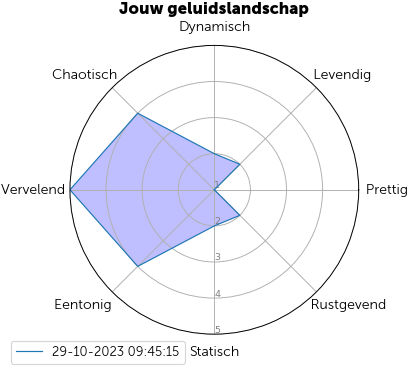 Jouw geluidslandschap
Dynamisch
Chaotisch
Levendig
Vervelend
Prettig
1
2
3
4
5
Eentonig
Rustgevend
Statisch
29-10-2023 09:45:15